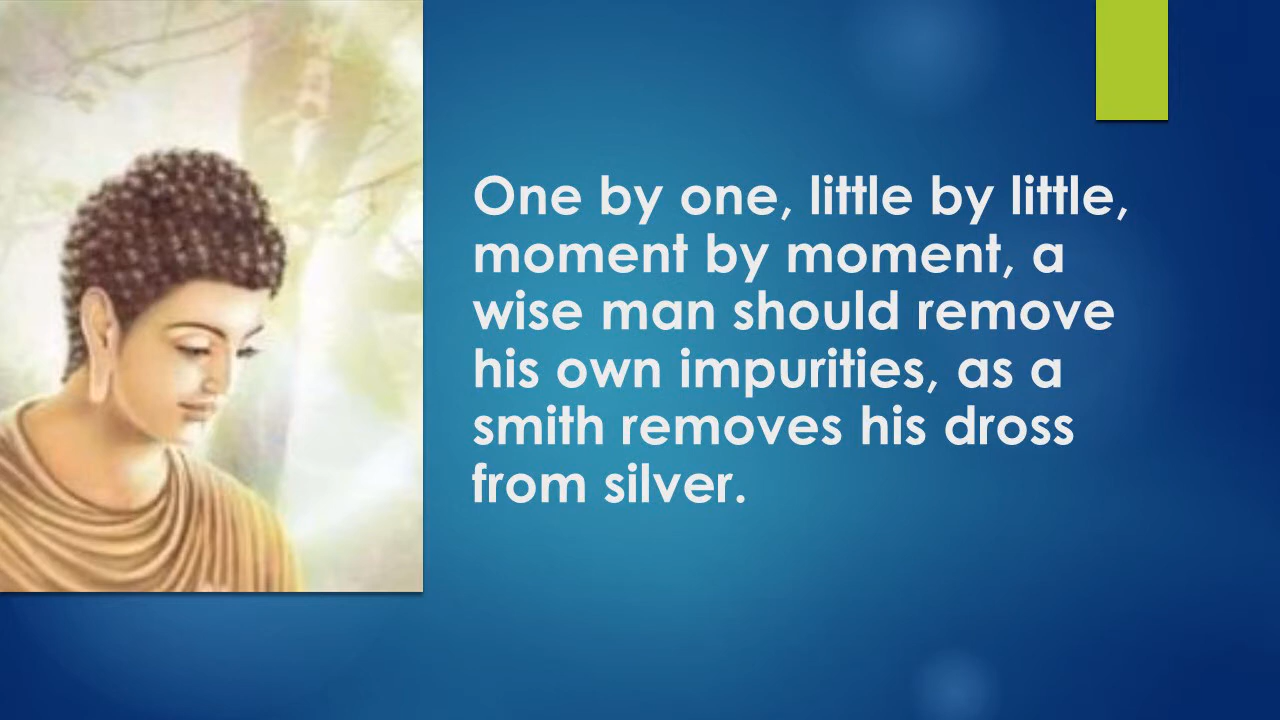 One by one, little by little,
moment by moment, a
wise man should remove
his own impurities, as a
smith removes his dross
from silver.